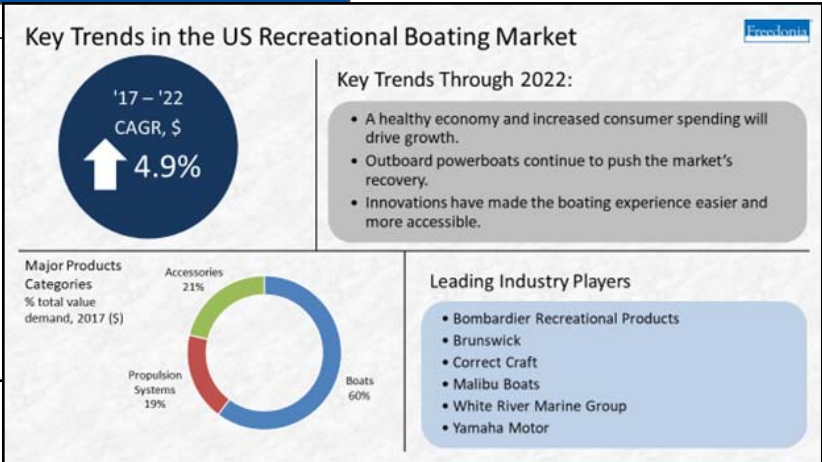 Key Trends in the US Recreational Boating Market
Freedonia
'17 – '22
CAGR, $
4.9%
Key Trends Through 2022:
• A healthy economy and increased consumer spending will
drive growth.
• Outboard powerboats continue to push the market's
recovery.
• Innovations have made the boating experience easier and
more accessible.
Major Products
Categories
% total value
demand, 2017 ($)
Accessories
21%
Propulsion
Systems
19%
Boats
60%
Leading Industry Players
• Bombardier Recreational Products
• Brunswick
• Correct Craft
• Malibu Boats
• White River Marine Group
• Yamaha Motor